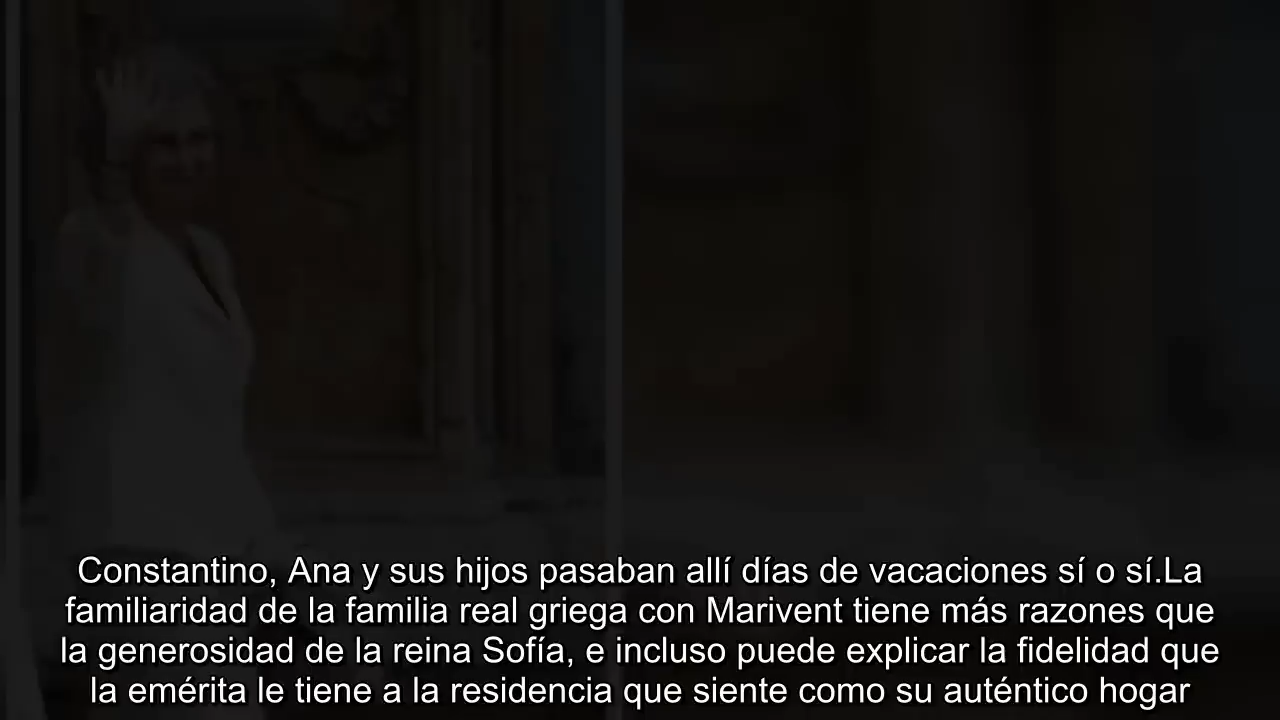 Constantino, Ana y sus hijos pasaban allí días de vacaciones sí o sí.La
familiaridad de la familia real griega con Marivent tiene más razones que
la generosidad de la reina Sofía, e incluso puede explicar la fidelidad que
la emérita le tiene a la residencia que siente como su auténtico hogar